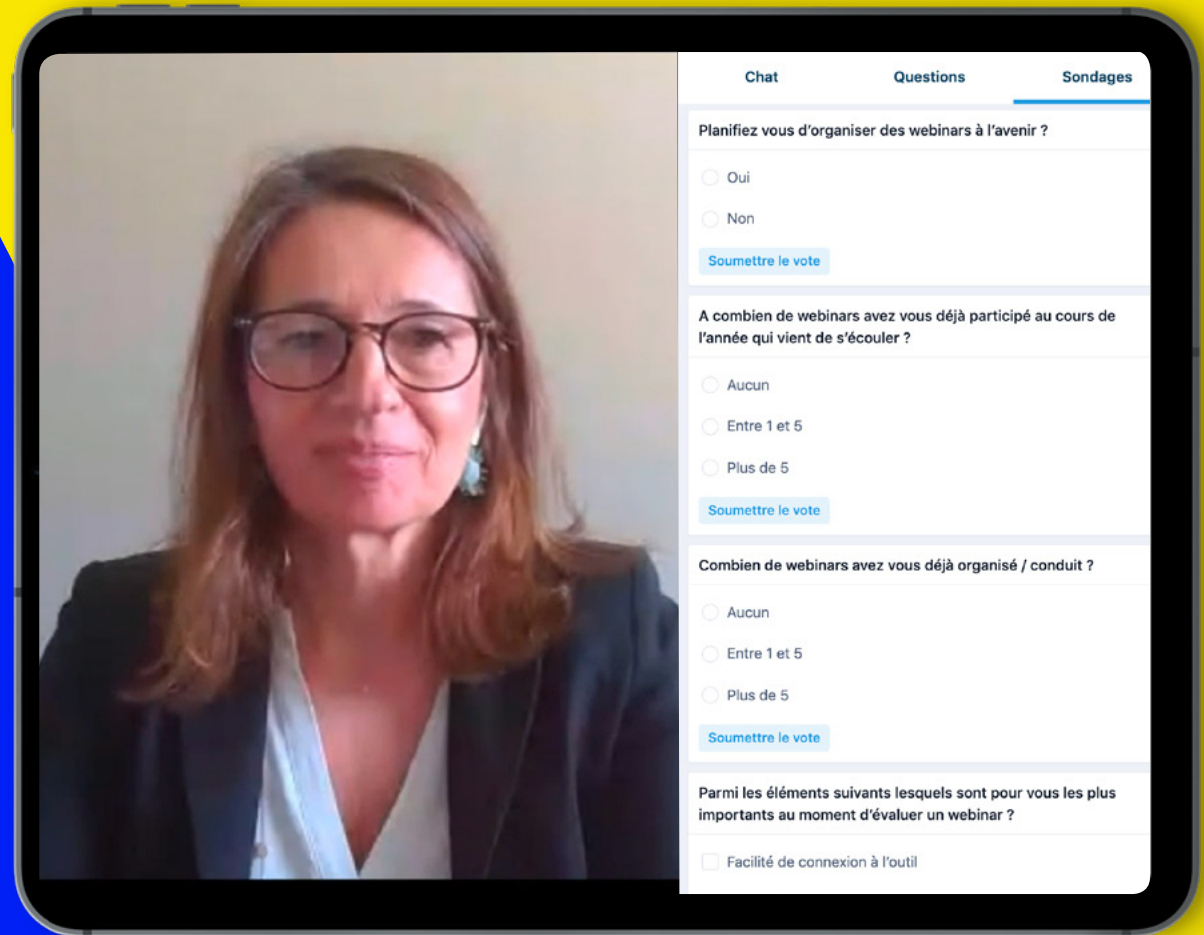 Chat Questions Sondages
Planifiez vous d'organiser des webinars à l'avenir ?
Oui
Non
Soumettre le vote
A combien de webinars avez vous déjà participé au cours de
l'année qui vient de s'écouler ?
Aucun
Entre 1 et 5
Plus de 5
Soumettre le vote
Combien de webinars avez vous déjà organisé / conduit ?
Aucun
Entre 1 et 5
Plus de 5
Soumettre le vote
Parmi les éléments suivants lesquels sont pour vous les plus
importants au moment d'évaluer un webinar ?
Facilité de connexion à l'outil